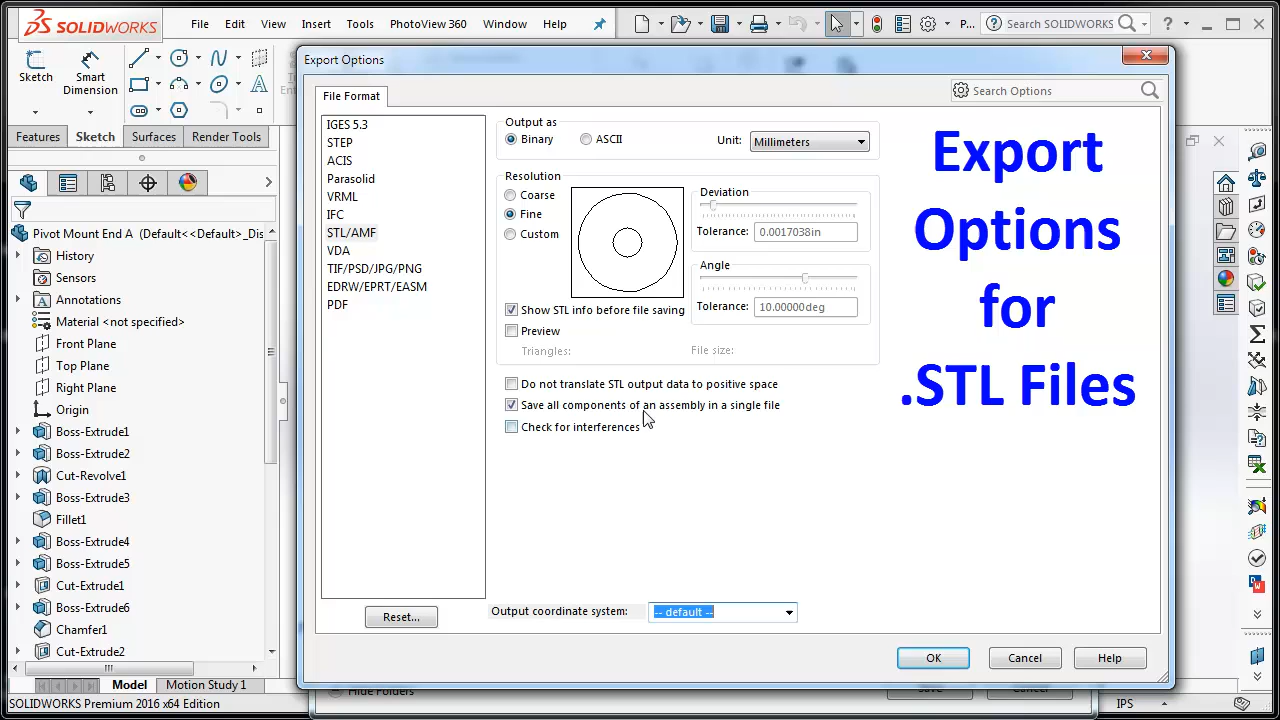 SOLIDWORKS
File Edit View Insert Tools PhotoView 360 Window Help
P...
Search SOLIDWORKS
?
Sketch
Smart
Dimension
Features Sketch Surfaces Render Tools
Pivot Mount End A (Default<<Default>_Dis
History
Sensors
Annotations
Material <not specified>
Front Plane
Top Plane
Right Plane
Origin
Boss-Extrude1
Boss-Extrude2
Cut-Revolve1
Boss-Extrude3
Fillet1
Boss-Extrude4
Boss-Extrude5
Cut-Extrude1
Boss-Extrude6
Chamfer1
Cut-Extrude2
Model Motion Study 1
SOLIDWORKS Premium 2016 x64 Edition
IPS
Export Options
File Format
Search Options
IGES 5.3
STEP
ACIS
Parasolid
VRML
IFC
STL/AMF
VDA
TIF/PSD/JPG/PNG
EDRW/EPRT/EASM
PDF
Reset...
Output as
Binary ASCII
Unit: Millimeters
Resolution
Coarse
Fine
Custom
Deviation
Tolerance: 0.0017038in
Angle
Tolerance: 10.00000deg
Show STL info before file saving
Preview
Triangles: File size:
Do not translate STL output data to positive space
Save all components of an assembly in a single file
Check for interferences
Output coordinate system: -- default --
OK Cancel Help
Hide Folders
Save Cancel
Export
Options
for
.STL Files